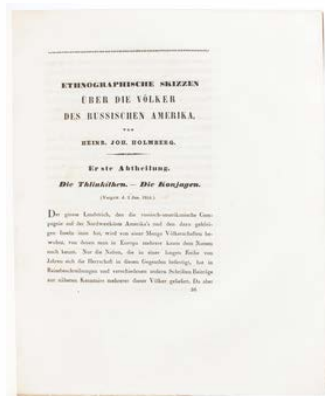 ETHNOGRAPHISCHE SKIZZEN
ÜBER DIE VÖLKER
DES RUSSISCHEN AMERIKA,
VON
HEINR. JOH. HOLMBERG.
Erste Abtheilung.
Die Thlinkithen. — Die Konjagen.
Der grosse Landstrich, den die russisch-amerikanische Com-
pagnie auf der Nordwestküste Amerika's und den dazu gehöri-
gen Inseln inne hat, wird von einer Menge Völkerschaften be-
wohnt, von denen man in Europa mehrere kaum dem Namen
nach kennt. Nur die Nation, die in einer langen Reihe von
Jahren sich die Herrschaft in diesen Gegenden befestigt, hat in
Reisebeschreibungen und verschiedenen andern Schriften Beiträge
zur näheren Kenntniss mehrerer dieser Völker geliefert. Da aber